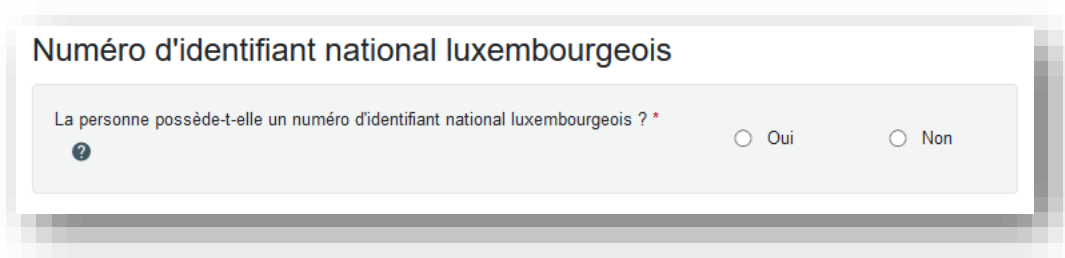 Numéro d'identifiant national luxembourgeois
La personne possède-t-elle un numéro d'identifiant national luxembourgeois ? *
?
Oui
Non